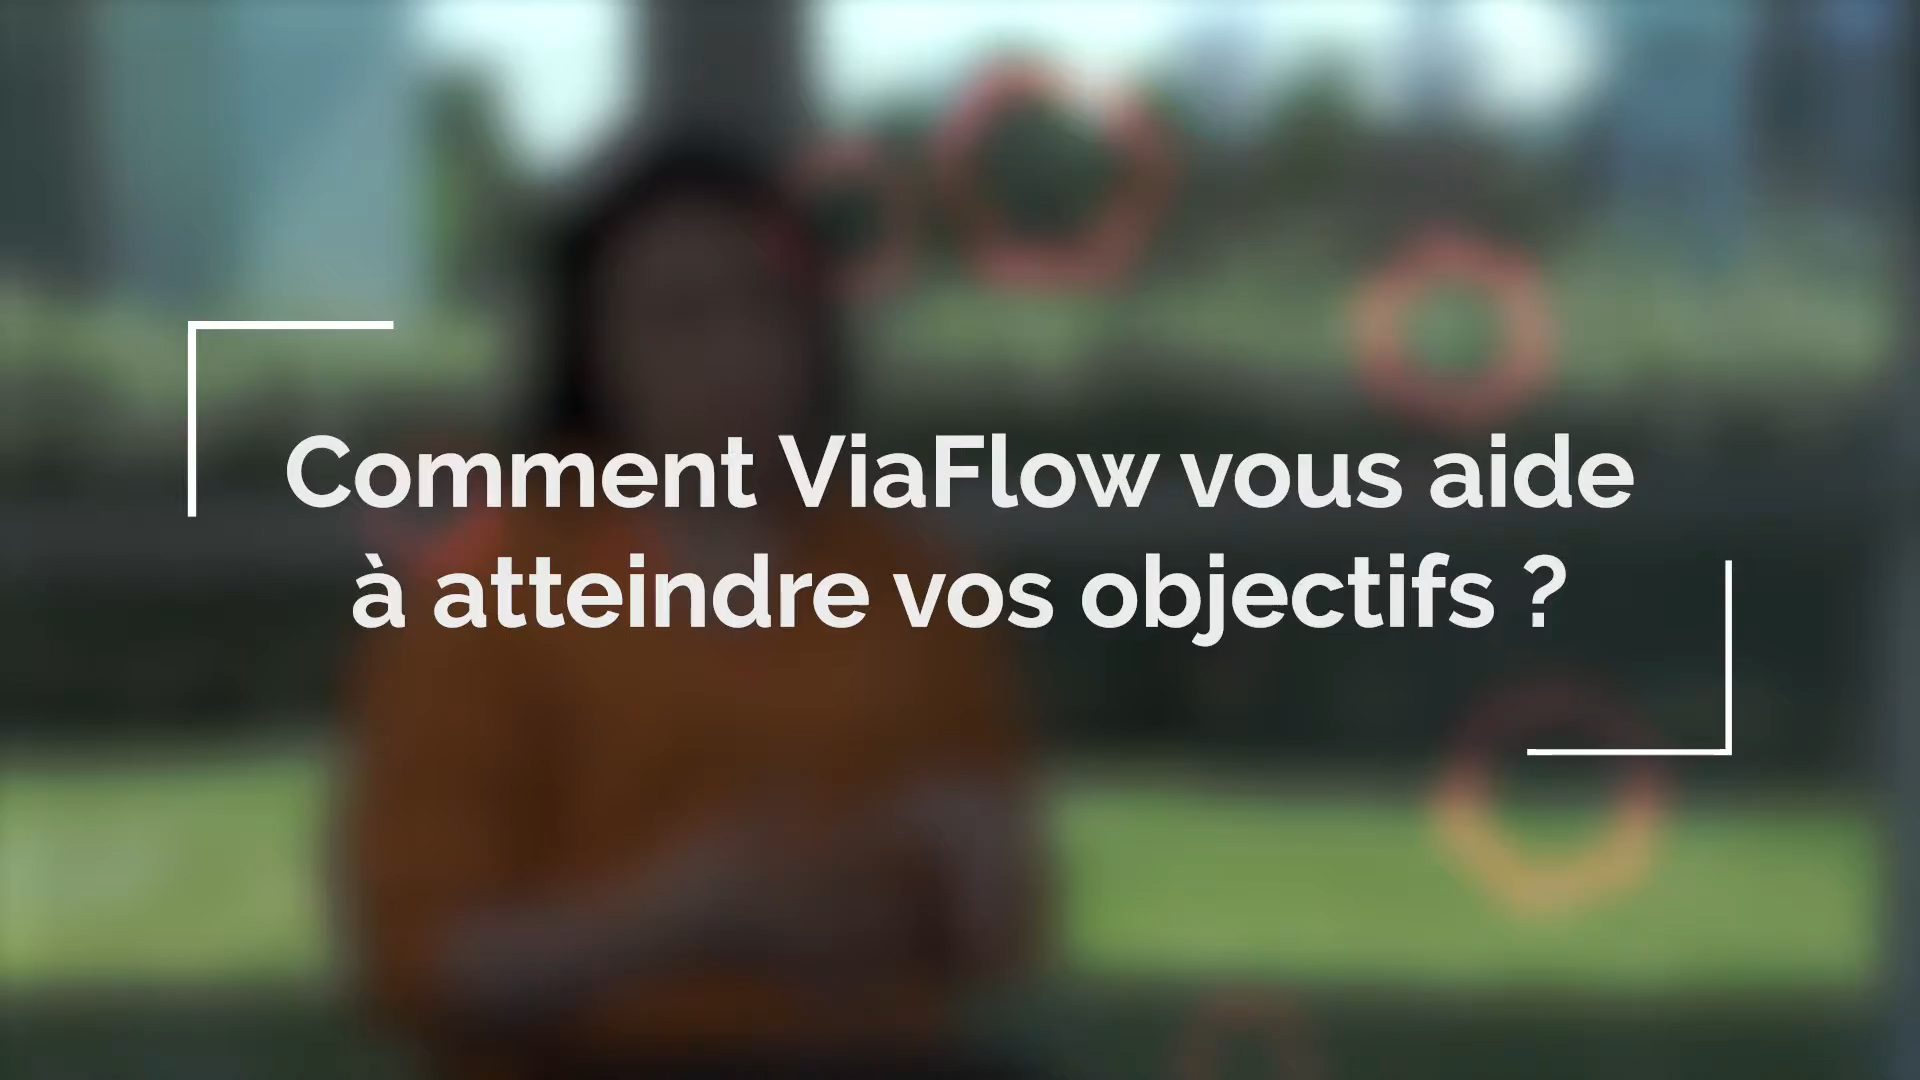 Comment ViaFlow vous aide
à atteindre vos objectifs ?